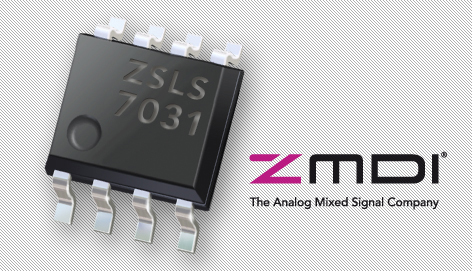 ZSLS
7031
ZMDI®
The Analog Mixed Signal Company